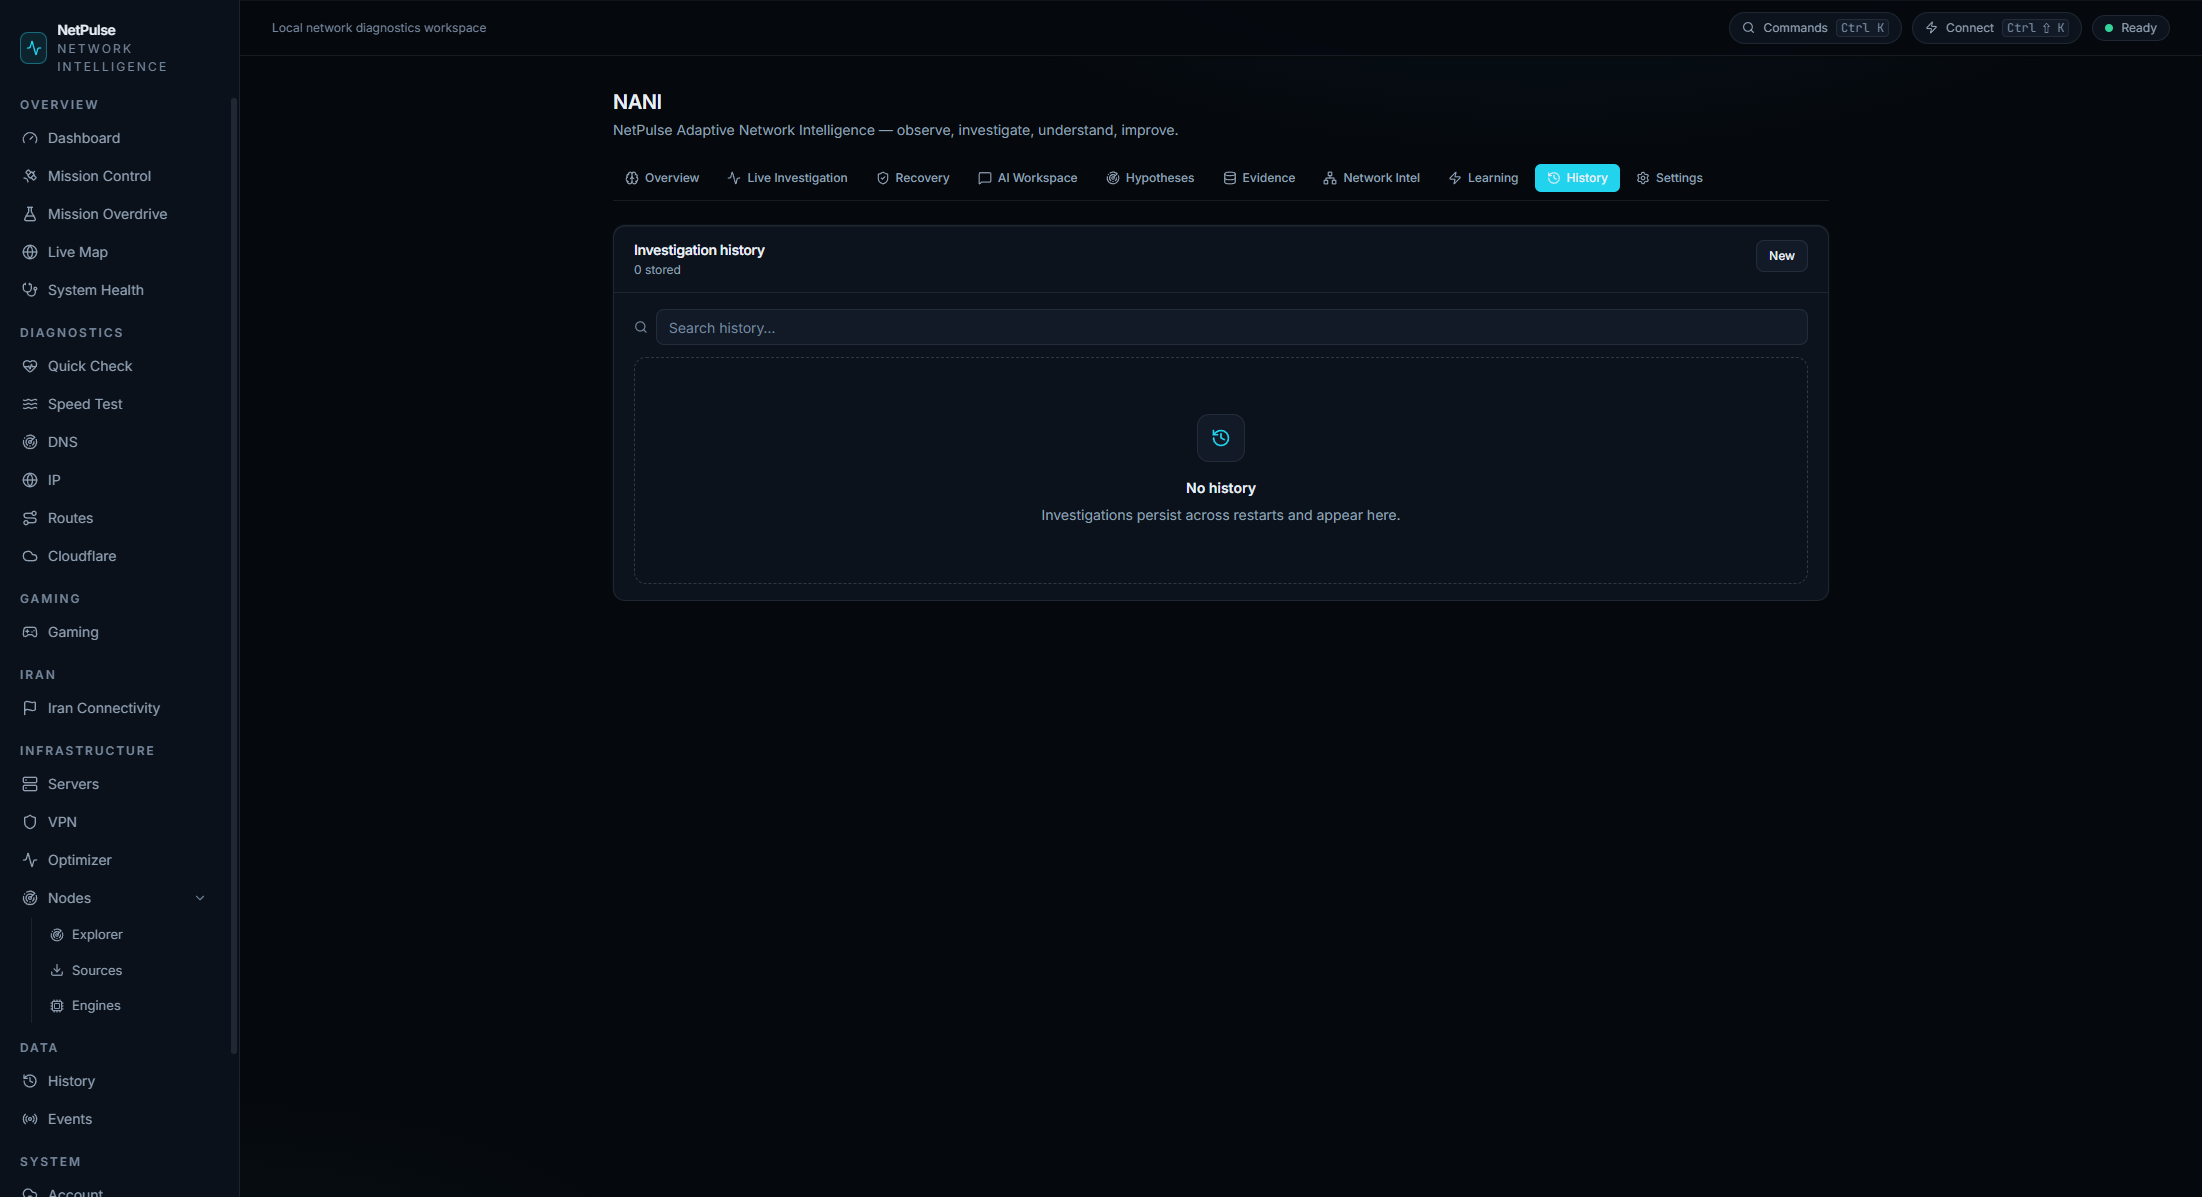 NetPulse
NETWORK
INTELLIGENCE
OVERVIEW
Dashboard
Mission Control
Mission Overdrive
Live Map
System Health
DIAGNOSTICS
Quick Check
Speed Test
DNS
IP
Routes
Cloudflare
GAMING
Gaming
IRAN
Iran Connectivity
INFRASTRUCTURE
Servers
VPN
Optimizer
Nodes
Explorer
Sources
Engines
DATA
History
Events
SYSTEM
Account
Local network diagnostics workspace
Commands Ctrl K
Connect Ctrl ⇧ K
Ready
NANI
NetPulse Adaptive Network Intelligence — observe, investigate, understand, improve.
Overview Live Investigation Recovery AI Workspace Hypotheses Evidence Network Intel Learning History Settings
Investigation history
0 stored
New
Search history...
No history
Investigations persist across restarts and appear here.